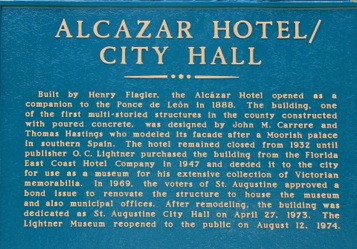 ALCAZAR HOTEL/
CITY HALL
Built by Henry Flagler, the Alcázar Hotel opened as a
companion to the Ponce de León in 1888. The building, one
of the first multi-storied structures in the county constructed
with poured concrete, was designed by John M. Carrere and
Thomas Hastings who modeled its facade after a Moorish palace
in southern Spain. The hotel remained closed from 1932 until
publisher O. C. Lightner purchased the building from the Florida
East Coast Hotel Company in 1947 and deeded it to the city
for use as a museum for his extensive collection of Victorian
memorabilia. In 1969, the voters of St. Augustine approved a
bond issue to renovate the structure to house the museum
and also municipal offices. After remodeling, the building was
dedicated as St. Augustine City Hall on April 27, 1973. The
Lightner Museum reopened to the public on August 12, 1974.